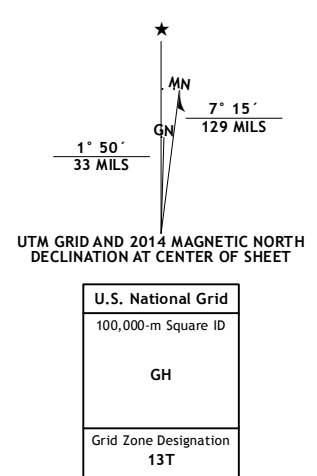 ★
MN
GN
7° 15´
129 MILS
1° 50´
33 MILS
UTM GRID AND 2014 MAGNETIC NORTH
DECLINATION AT CENTER OF SHEET
U.S. National Grid
100,000-m Square ID
GH
Grid Zone Designation
13T